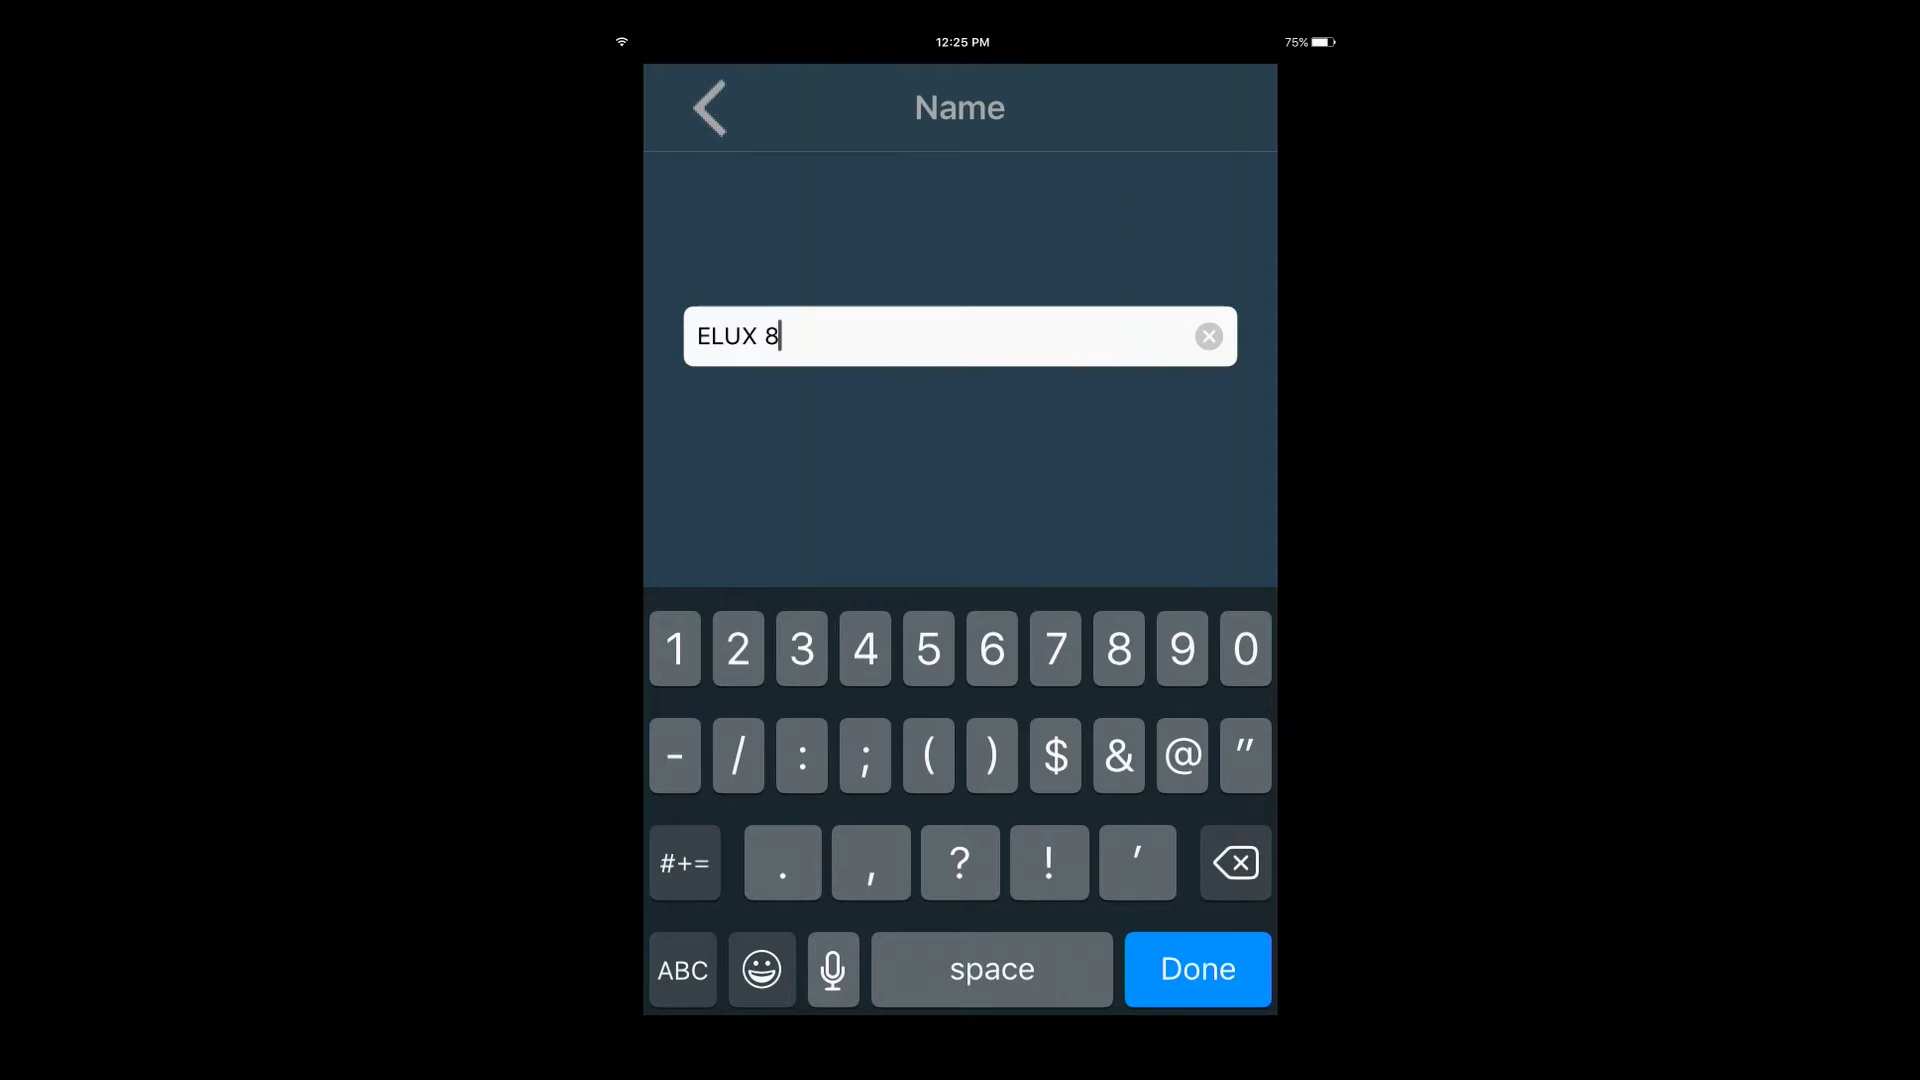 12:25 PM
75%
Name
ELUX 8
1 2 3 4 5 6 7 8 9 0
- / : ; ( ) $ & @ "
#+= . , ? ! '
ABC space Done